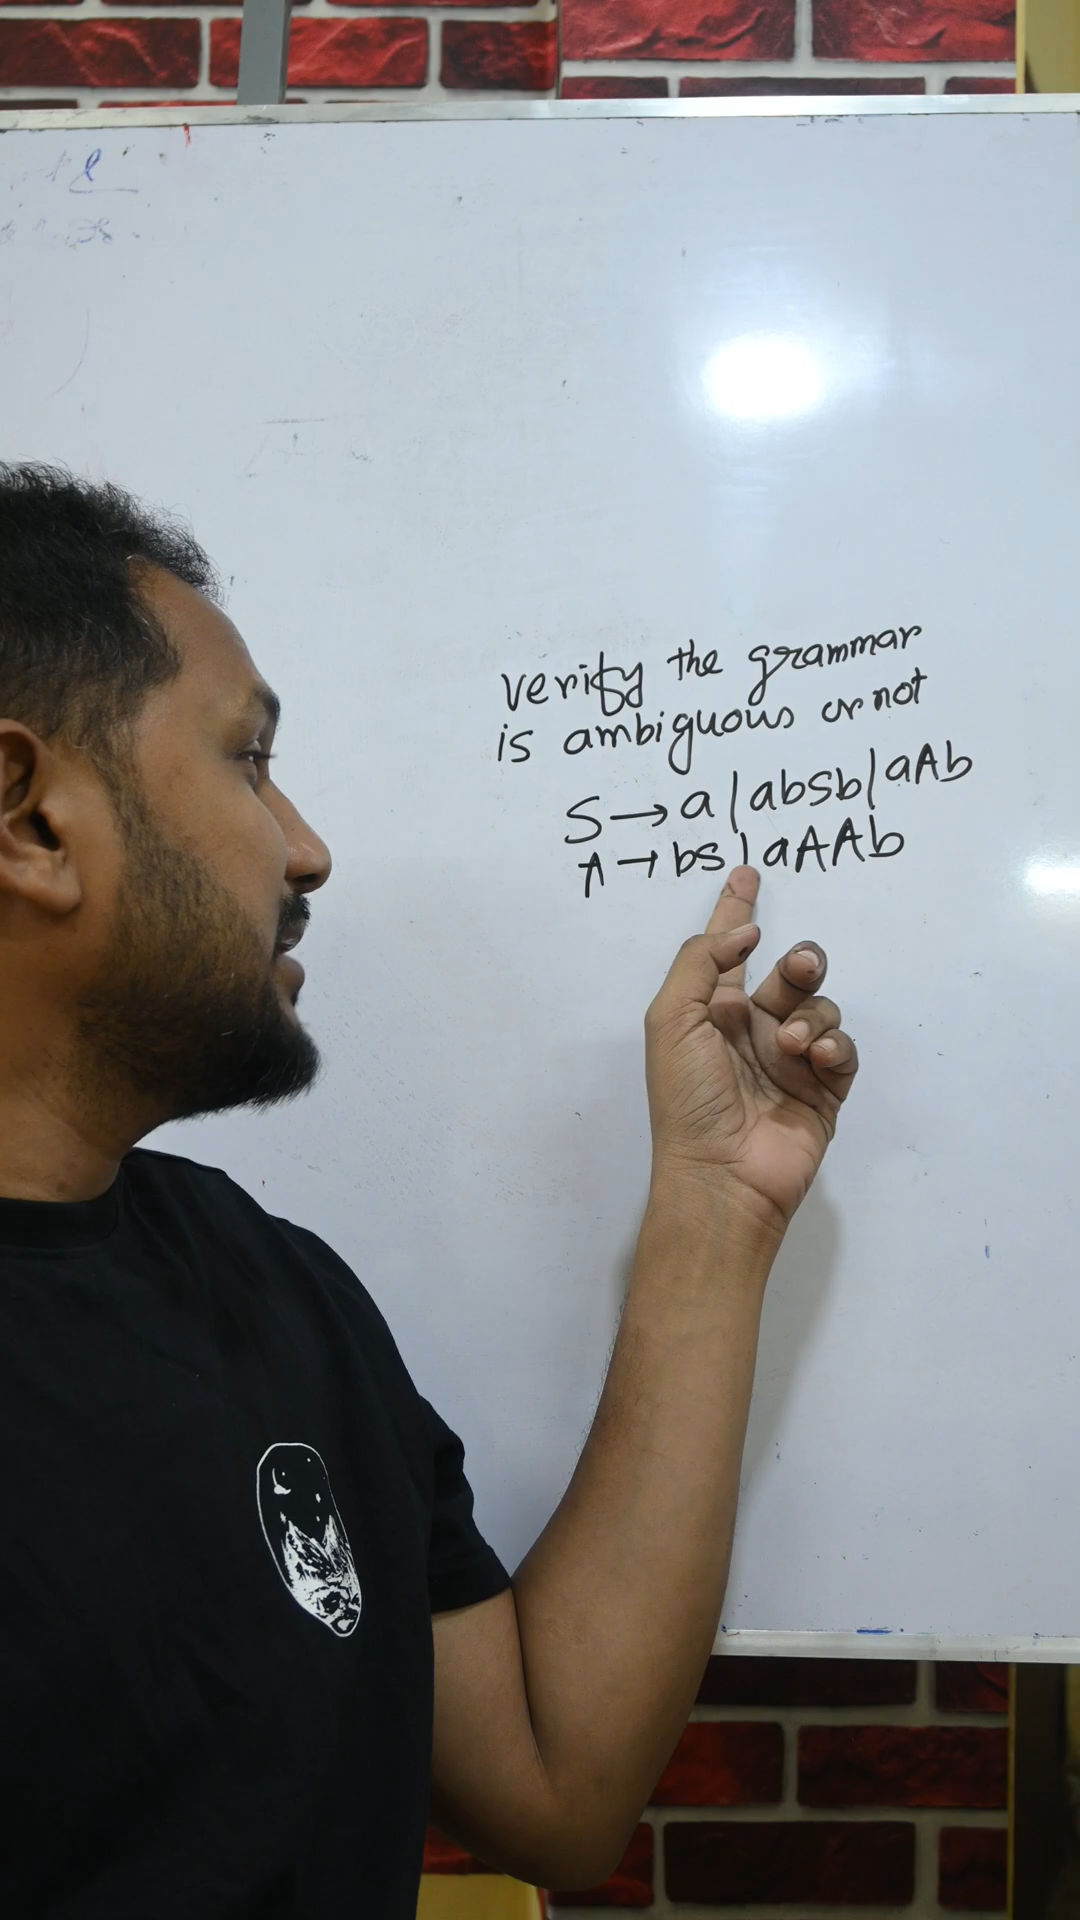 verify the grammar
is ambiguous or not
S → a | absb | aAb
A → bs | aAAb